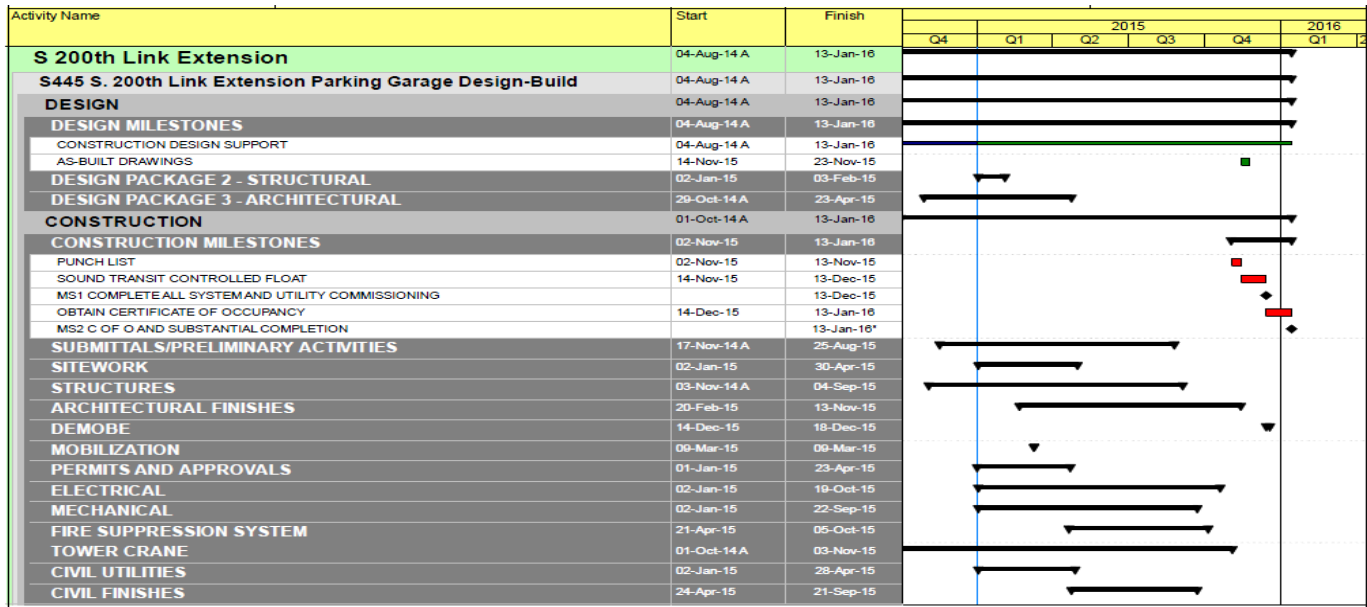 Activity Name Start Finish 2015 2016
Q4 Q1 Q2 Q3 Q4 Q1
S 200th Link Extension 04-Aug-14 A 13-Jan-16
S445 S. 200th Link Extension Parking Garage Design-Build 04-Aug-14 A 13-Jan-16
DESIGN 04-Aug-14 A 13-Jan-16
DESIGN MILESTONES 04-Aug-14 A 13-Jan-16
CONSTRUCTION DESIGN SUPPORT 04-Aug-14 A 13-Jan-16
AS-BUILT DRAWINGS 14-Nov-15 23-Nov-15
DESIGN PACKAGE 2 - STRUCTURAL 02-Jan-15 03-Feb-15
DESIGN PACKAGE 3 - ARCHITECTURAL 29-Oct-14 A 23-Apr-15
CONSTRUCTION 01-Oct-14 A 13-Jan-16
CONSTRUCTION MILESTONES 02-Nov-15 13-Jan-16
PUNCH LIST 02-Nov-15 13-Nov-15
SOUND TRANSIT CONTROLLED FLOAT 14-Nov-15 13-Dec-15
MS1 COMPLETE ALL SYSTEM AND UTILITY COMMISSIONING 13-Dec-15
OBTAIN CERTIFICATE OF OCCUPANCY 14-Dec-15 13-Jan-16
MS2 C OF O AND SUBSTANTIAL COMPLETION 13-Jan-16*
SUBMITTALS/PRELIMINARY ACTIVITIES 17-Nov-14 A 25-Aug-15
SITEWORK 02-Jan-15 30-Apr-15
STRUCTURES 03-Nov-14 A 04-Sep-15
ARCHITECTURAL FINISHES 20-Feb-15 13-Nov-15
DEMOBE 14-Dec-15 18-Dec-15
MOBILIZATION 09-Mar-15 09-Mar-15
PERMITS AND APPROVALS 01-Jan-15 23-Apr-15
ELECTRICAL 02-Jan-15 19-Oct-15
MECHANICAL 02-Jan-15 22-Sep-15
FIRE SUPPRESSION SYSTEM 21-Apr-15 05-Oct-15
TOWER CRANE 01-Oct-14 A 03-Nov-15
CIVIL UTILITIES 02-Jan-15 28-Apr-15
CIVIL FINISHES 24-Apr-15 21-Sep-15